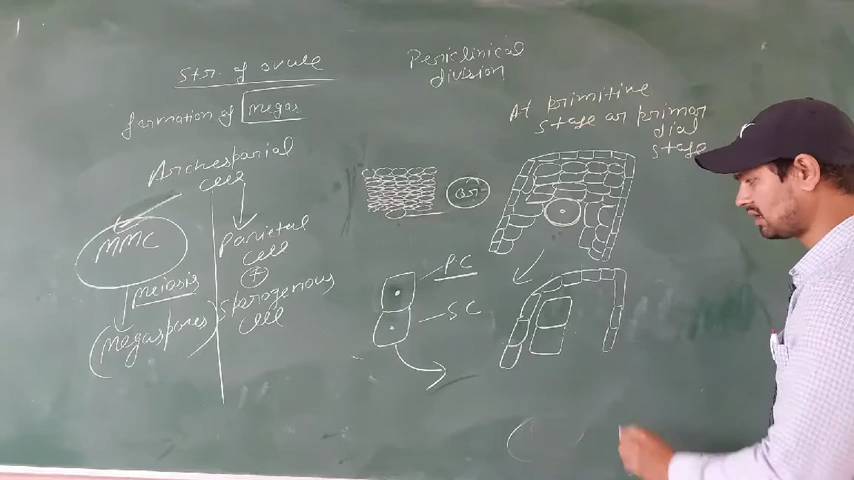 Str. of ovule
formation of megas
Archesporial
cell
MMC
meiosis
(Megaspores)
Parietal
cell
+
Sporogenous
cell
Periclinical
division
At primitive
stage or primor
dial
stage
or
PC
SC